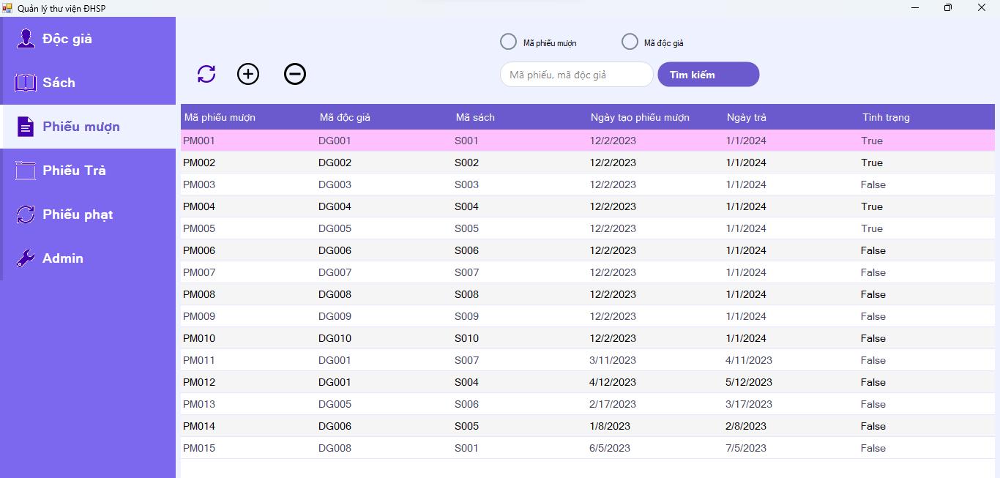 Quản lý thư viện ĐHSP
Độc giả
Sách
Phiếu mượn
Phiếu Trả
Phiếu phạt
Admin
Mã phiếu mượn Mã độc giả
Mã phiếu, mã độc giả Tìm kiếm
Mã phiếu mượn Mã độc giả Mã sách Ngày tạo phiếu mượn Ngày trả Tình trạng
PM001 DG001 S001 12/2/2023 1/1/2024 True
PM002 DG002 S002 12/2/2023 1/1/2024 True
PM003 DG003 S003 12/2/2023 1/1/2024 False
PM004 DG004 S004 12/2/2023 1/1/2024 True
PM005 DG005 S005 12/2/2023 1/1/2024 True
PM006 DG006 S006 12/2/2023 1/1/2024 False
PM007 DG007 S007 12/2/2023 1/1/2024 False
PM008 DG008 S008 12/2/2023 1/1/2024 False
PM009 DG009 S009 12/2/2023 1/1/2024 False
PM010 DG010 S010 12/2/2023 1/1/2024 False
PM011 DG001 S007 3/11/2023 4/11/2023 False
PM012 DG001 S004 4/12/2023 5/12/2023 False
PM013 DG005 S006 2/17/2023 3/17/2023 False
PM014 DG006 S005 1/8/2023 2/8/2023 False
PM015 DG008 S001 6/5/2023 7/5/2023 False